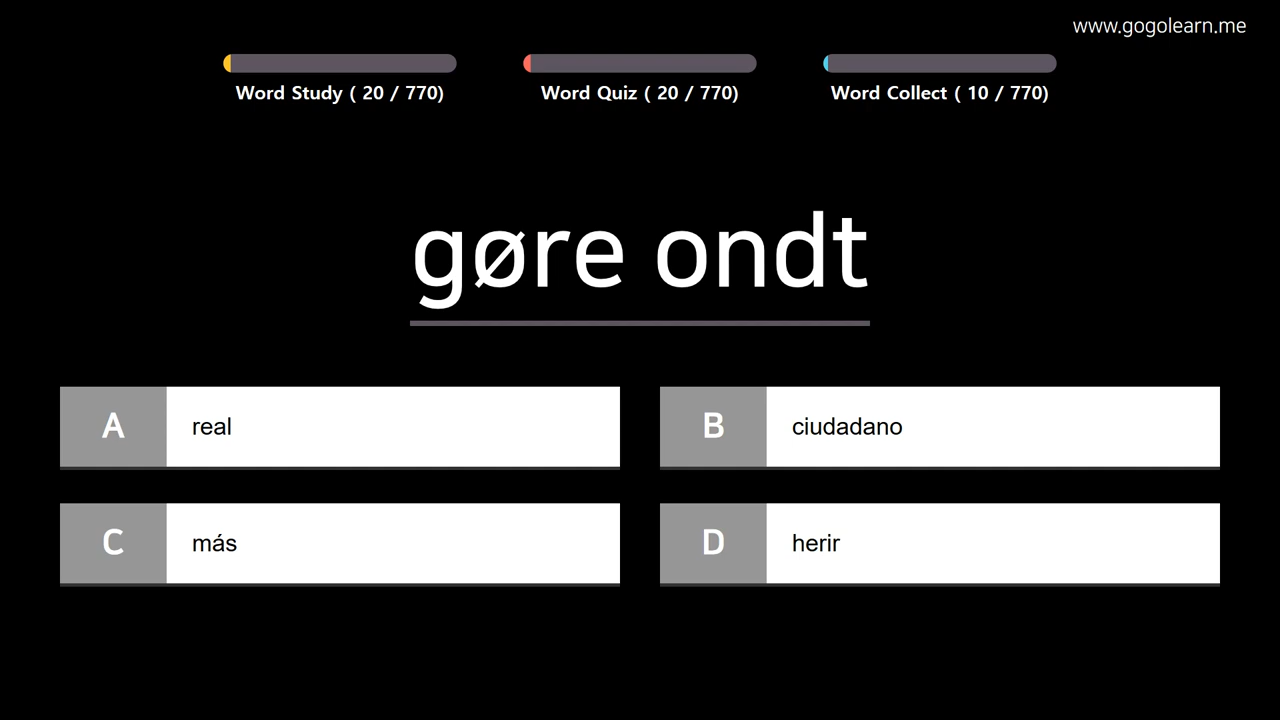 www.gogolearn.me
Word Study ( 20 / 770)
Word Quiz ( 20 / 770)
Word Collect ( 10 / 770)
gøre ondt
A
real
B
ciudadano
C
más
D
herir